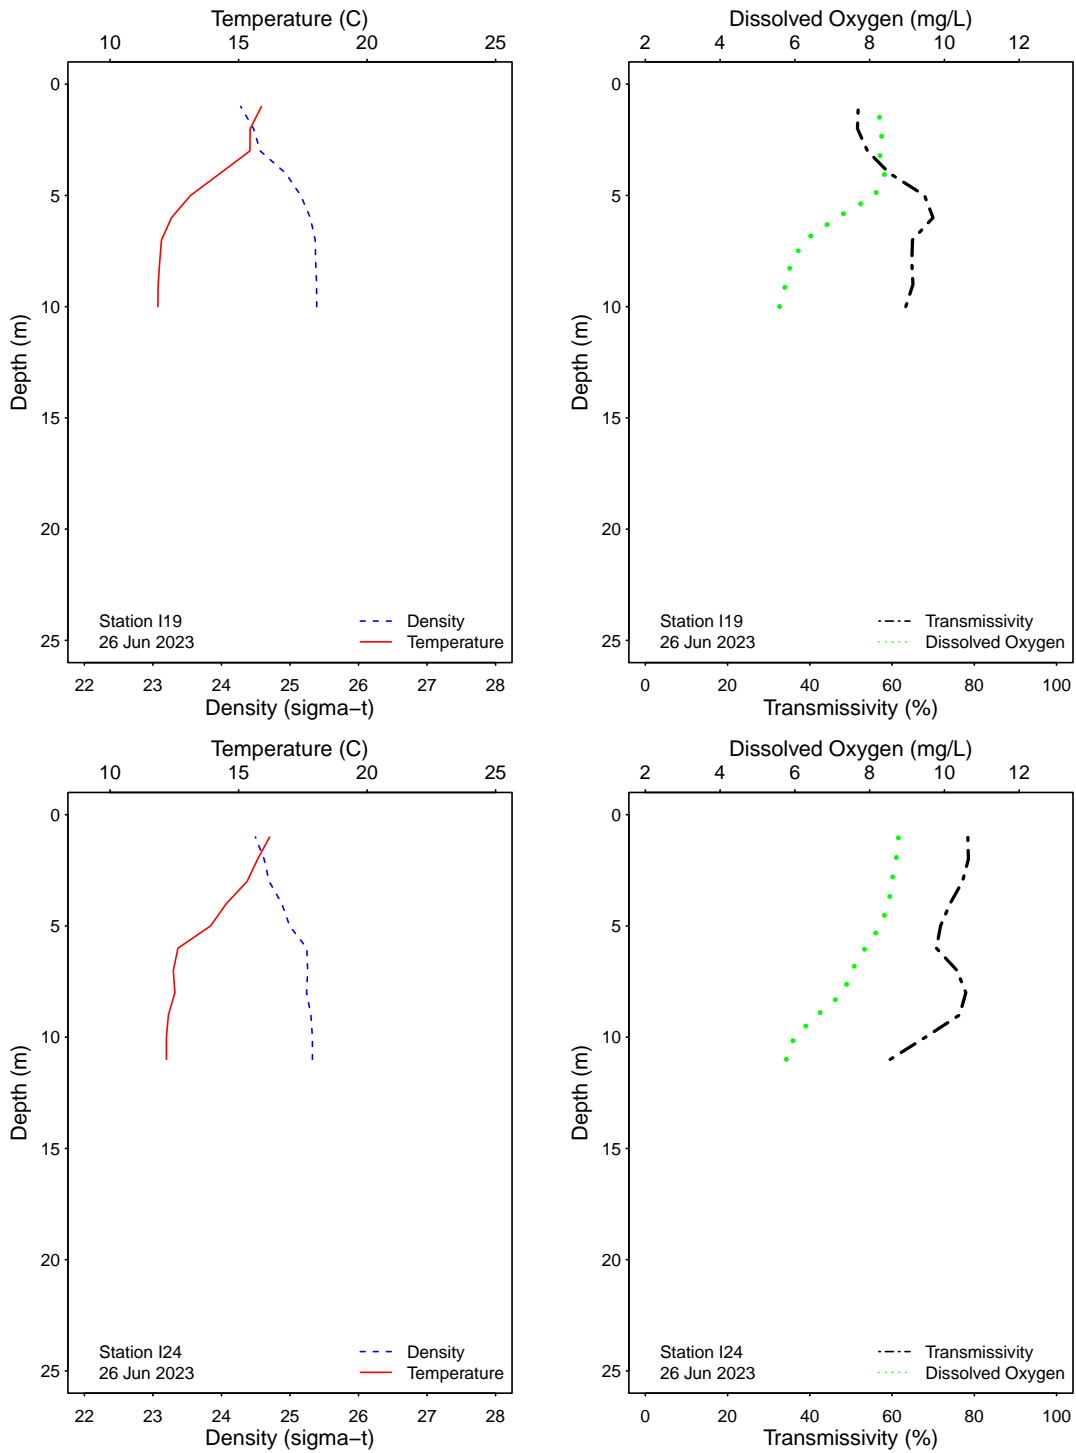 Temperature (C)
10 15 20 25
0
5
10
15
20
25
Depth (m)
Station I19
26 Jun 2023
Density
Temperature
22 23 24 25 26 27 28
Density (sigma−t)
Dissolved Oxygen (mg/L)
2 4 6 8 10 12
0
5
10
15
20
25
Depth (m)
Station I19
26 Jun 2023
Transmissivity
Dissolved Oxygen
0 20 40 60 80 100
Transmissivity (%)
Temperature (C)
10 15 20 25
0
5
10
15
20
25
Depth (m)
Station I24
26 Jun 2023
Density
Temperature
22 23 24 25 26 27 28
Density (sigma−t)
Dissolved Oxygen (mg/L)
2 4 6 8 10 12
0
5
10
15
20
25
Depth (m)
Station I24
26 Jun 2023
Transmissivity
Dissolved Oxygen
0 20 40 60 80 100
Transmissivity (%)